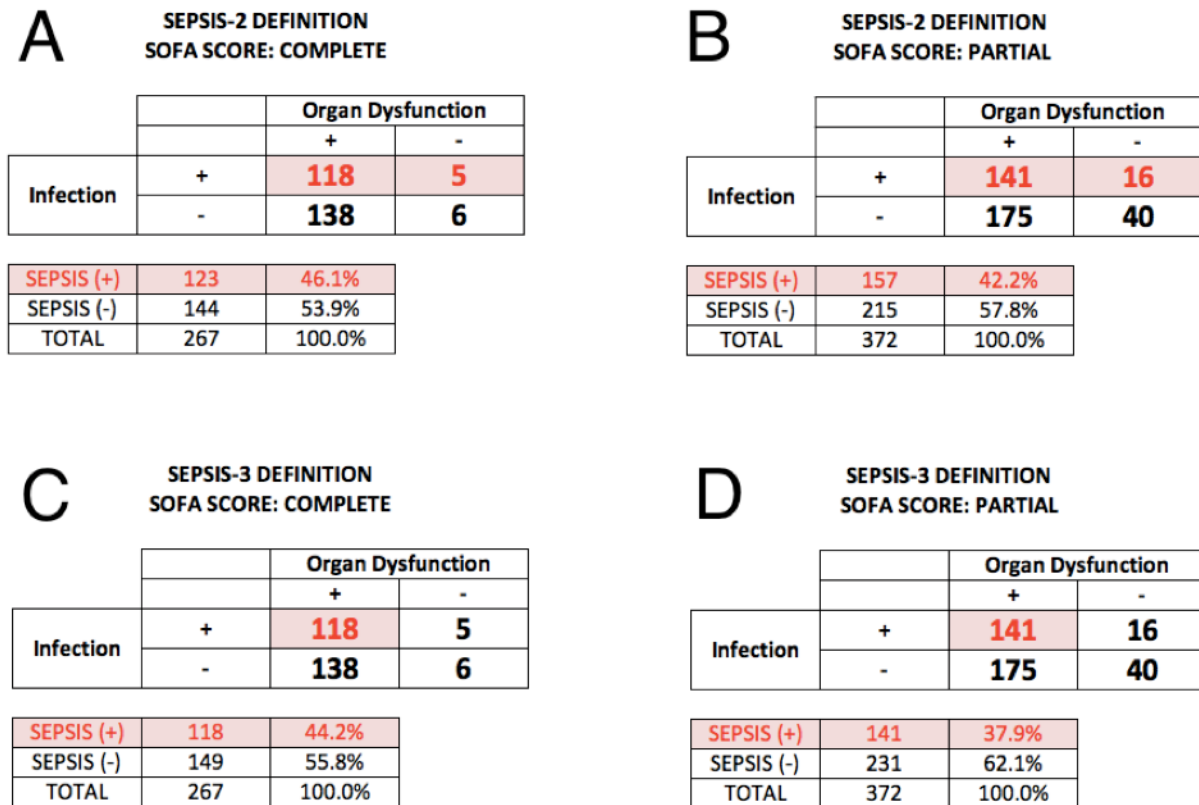 A
SEPSIS-2 DEFINITION
SOFA SCORE: COMPLETE
Organ Dysfunction
+ -
Infection + 118 5
- 138 6
SEPSIS (+) 123 46.1%
SEPSIS (-) 144 53.9%
TOTAL 267 100.0%
B
SEPSIS-2 DEFINITION
SOFA SCORE: PARTIAL
Organ Dysfunction
+ -
Infection + 141 16
- 175 40
SEPSIS (+) 157 42.2%
SEPSIS (-) 215 57.8%
TOTAL 372 100.0%
C
SEPSIS-3 DEFINITION
SOFA SCORE: COMPLETE
Organ Dysfunction
+ -
Infection + 118 5
- 138 6
SEPSIS (+) 118 44.2%
SEPSIS (-) 149 55.8%
TOTAL 267 100.0%
D
SEPSIS-3 DEFINITION
SOFA SCORE: PARTIAL
Organ Dysfunction
+ -
Infection + 141 16
- 175 40
SEPSIS (+) 141 37.9%
SEPSIS (-) 231 62.1%
TOTAL 372 100.0%